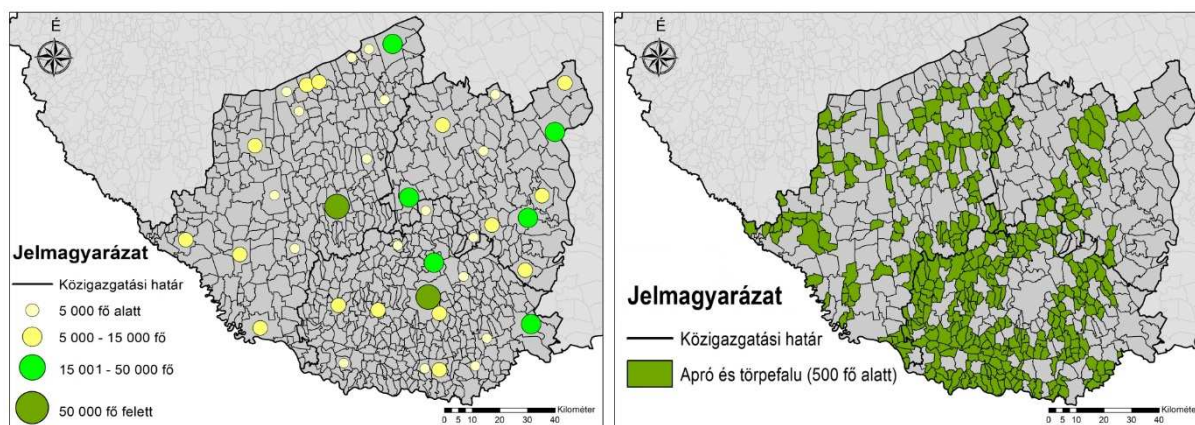 É
Jelmagyarázat
Közigazgatási határ
5 000 fő alatt
5 000 - 15 000 fő
15 001 - 50 000 fő
50 000 fő felett
Kilométer
0 5 10 20 30 40
É
Jelmagyarázat
Közigazgatási határ
Apró és törpefalu (500 fő alatt)
Kilométer
0 5 10 20 30 40